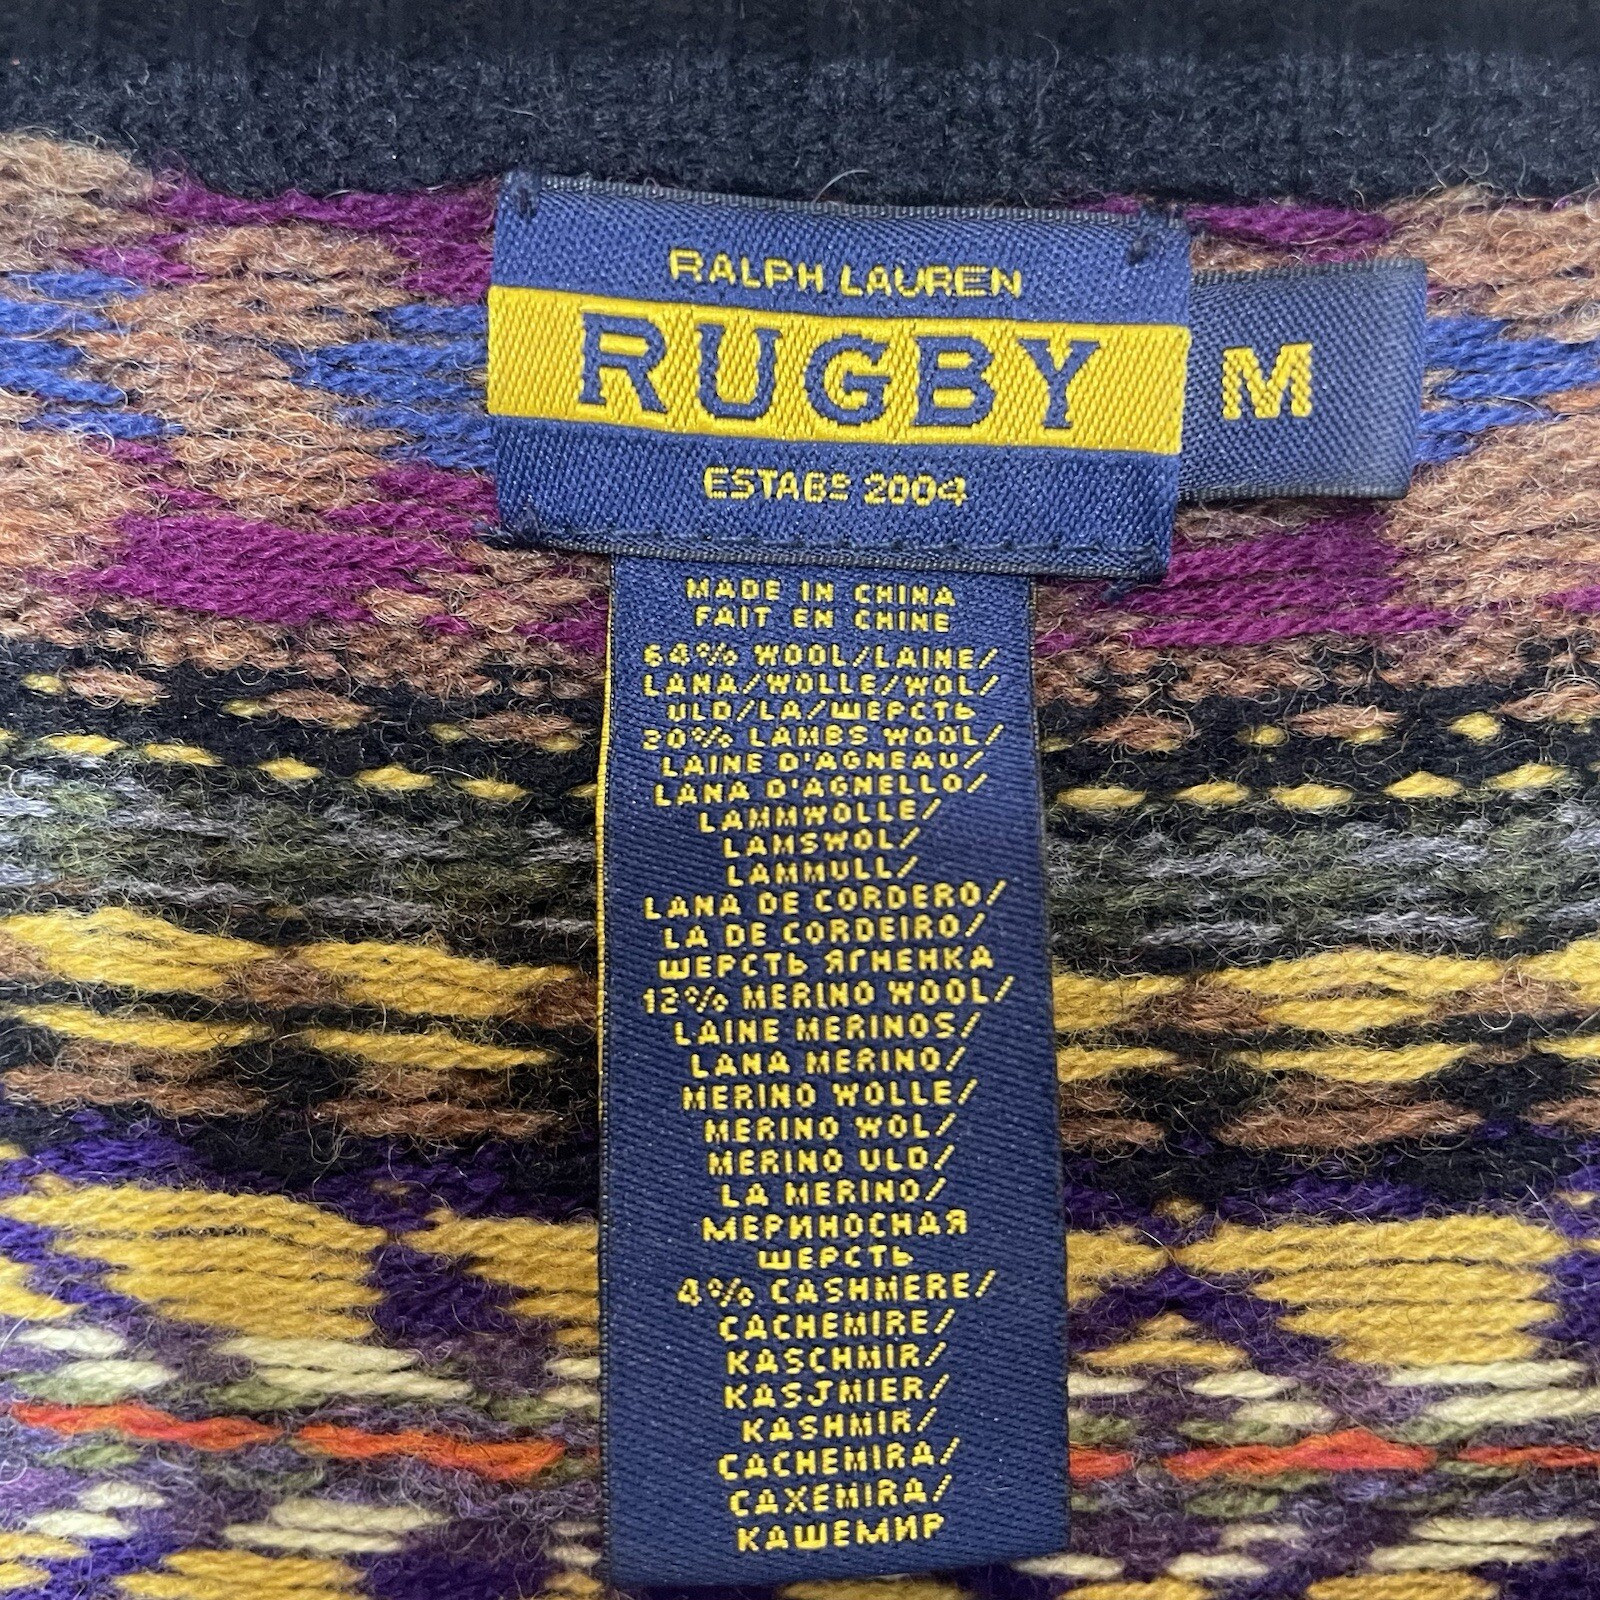 RALPH LAUREN
RUGBY
ESTABS 2004
M
MADE IN CHINA
FAIT EN CHINE
64% WOOL/LAINE/
LANA/WOLLE/WOL/
ULD/LA/ШЕРСТЬ
20% LAMBS WOOL/
LAINE D'AGNEAU/
LANA D'AGNELLO/
LAMMWOLLE/
LAMSWOL/
LAMMULL/
LANA DE CORDERO/
LA DE CORDEIRO/
ШЕРСТЬ ЯГНЕНКА
12% MERINO WOOL/
LAINE MERINOS/
LANA MERINO/
MERINO WOLLE/
MERINO WOL/
MERINO ULD/
LA MERINO/
МЕРИНОСНАЯ
ШЕРСТЬ
4% CASHMERE/
CACHEMIRE/
KASCHMIR/
KASJMIER/
KASHMIR/
CACHEMIRA/
CAXEMIRA/
КАШЕМИР